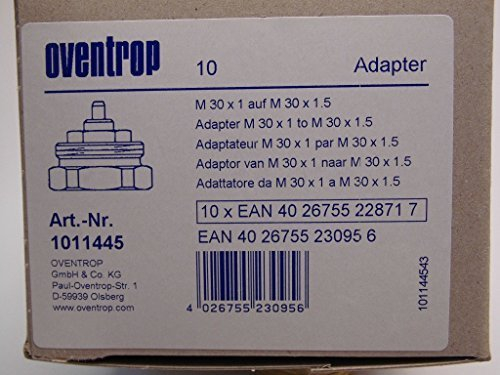 oventrop 10 Adapter
M 30 x 1 auf M 30 x 1.5
Adapter M 30 x 1 to M 30 x 1.5
Adaptateur M 30 x 1 par M 30 x 1.5
Adaptor van M 30 x 1 naar M 30 x 1.5
Adattatore da M 30 x 1 a M 30 x 1.5
Art.-Nr.
1011445
10 x EAN 40 26755 22871 7
EAN 40 26755 23095 6
OVENTROP
GmbH & Co. KG
Paul-Oventrop-Str. 1
D-59939 Olsberg
www.oventrop.com
4 026755 230956
101144543